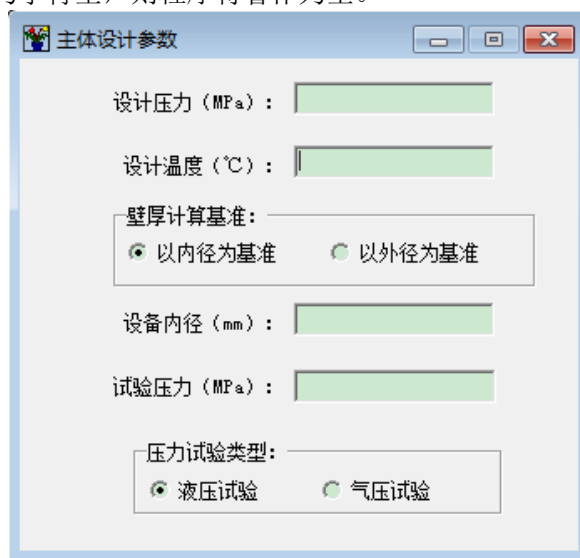 主体设计参数
设计压力（MPa）：
设计温度（℃）：
壁厚计算基准：
以内径为基准 以外径为基准
设备内径（mm）：
试验压力（MPa）：
压力试验类型：
液压试验 气压试验